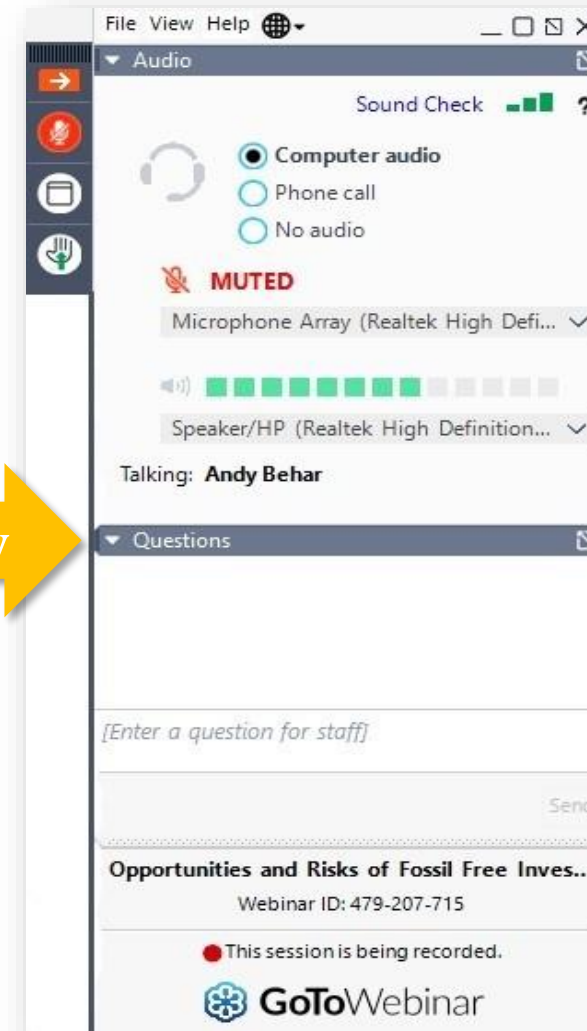 File View Help
Audio
Sound Check ?
Computer audio
Phone call
No audio
MUTED
Microphone Array (Realtek High Defi...
Speaker/HP (Realtek High Definition...
Talking: Andy Behar
Questions
[Enter a question for staff]
Send
Opportunities and Risks of Fossil Free Inves...
Webinar ID: 479-207-715
This session is being recorded.
GoToWebinar